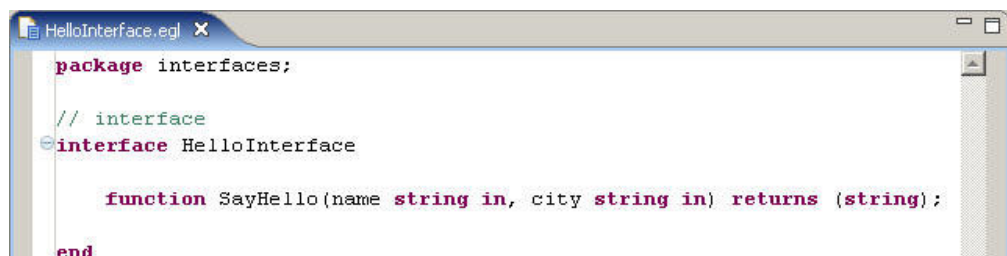 HelloInterface.egl
package interfaces;
// interface
interface HelloInterface
function SayHello(name string in, city string in) returns (string);
end